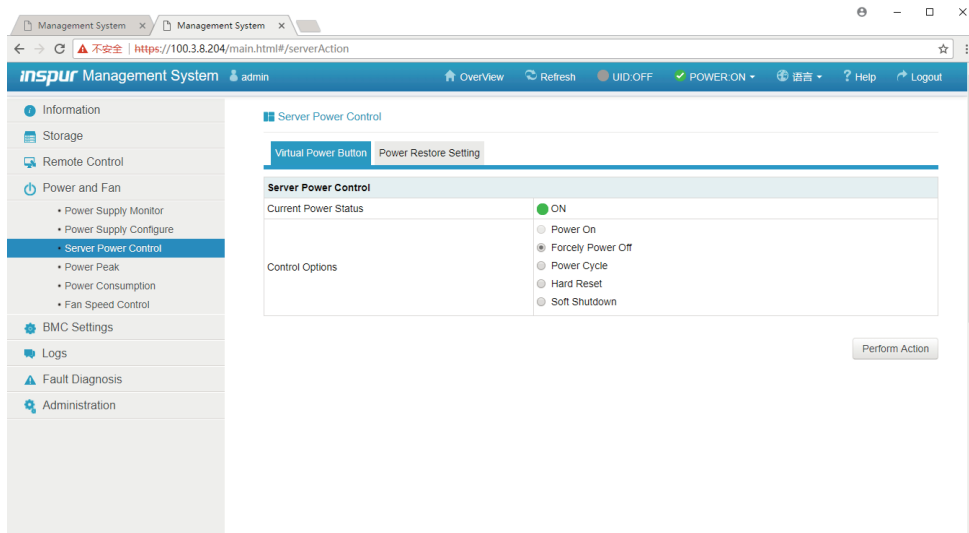 Management System × Management System ×
不安全 | https://100.3.8.204/main.html#/serverAction
inspur Management System admin OverView Refresh UID:OFF POWER:ON 语言 ? Help Logout
Information
Storage
Remote Control
Power and Fan
• Power Supply Monitor
• Power Supply Configure
• Server Power Control
• Power Peak
• Power Consumption
• Fan Speed Control
BMC Settings
Logs
Fault Diagnosis
Administration
Server Power Control
Virtual Power Button Power Restore Setting
Server Power Control
Current Power Status ON
Control Options
Power On
Forcely Power Off
Power Cycle
Hard Reset
Soft Shutdown
Perform Action